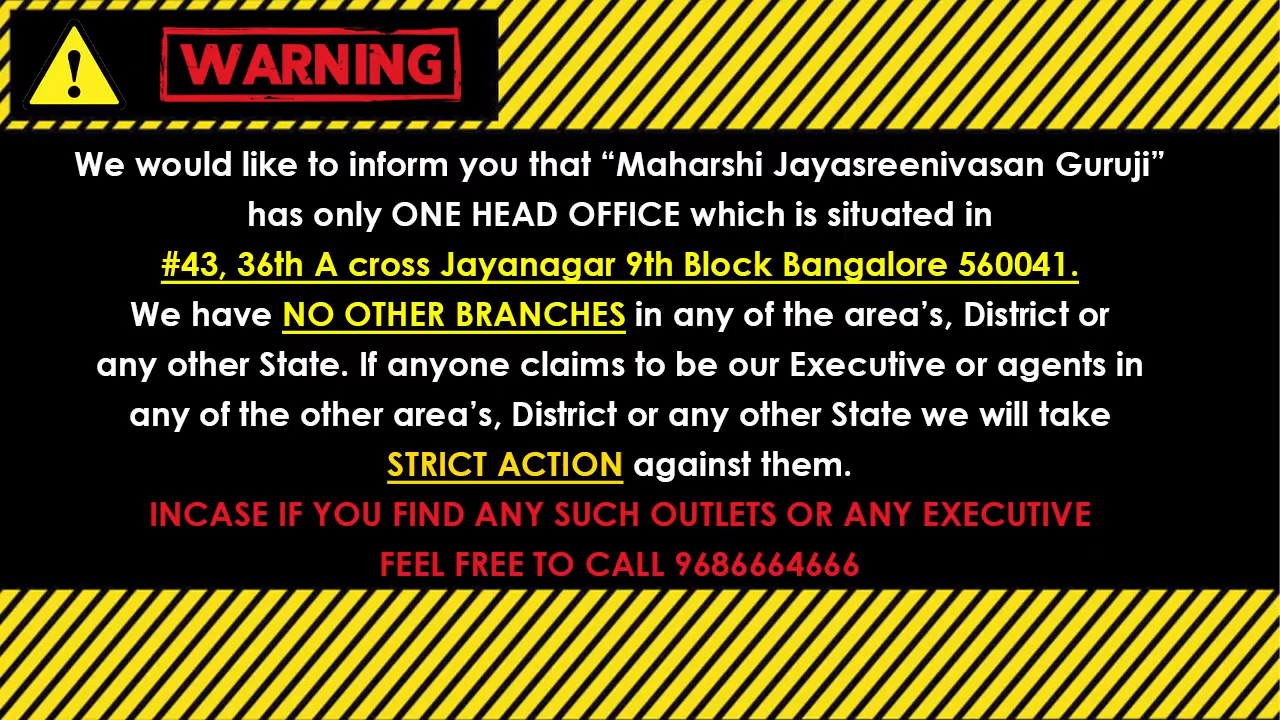 WARNING
We would like to inform you that “Maharshi Jayasreenivasan Guruji”
has only ONE HEAD OFFICE which is situated in
#43, 36th A cross Jayanagar 9th Block Bangalore 560041.
We have NO OTHER BRANCHES in any of the area’s, District or
any other State. If anyone claims to be our Executive or agents in
any of the other area’s, District or any other State we will take
STRICT ACTION against them.
INCASE IF YOU FIND ANY SUCH OUTLETS OR ANY EXECUTIVE
FEEL FREE TO CALL 9686664666